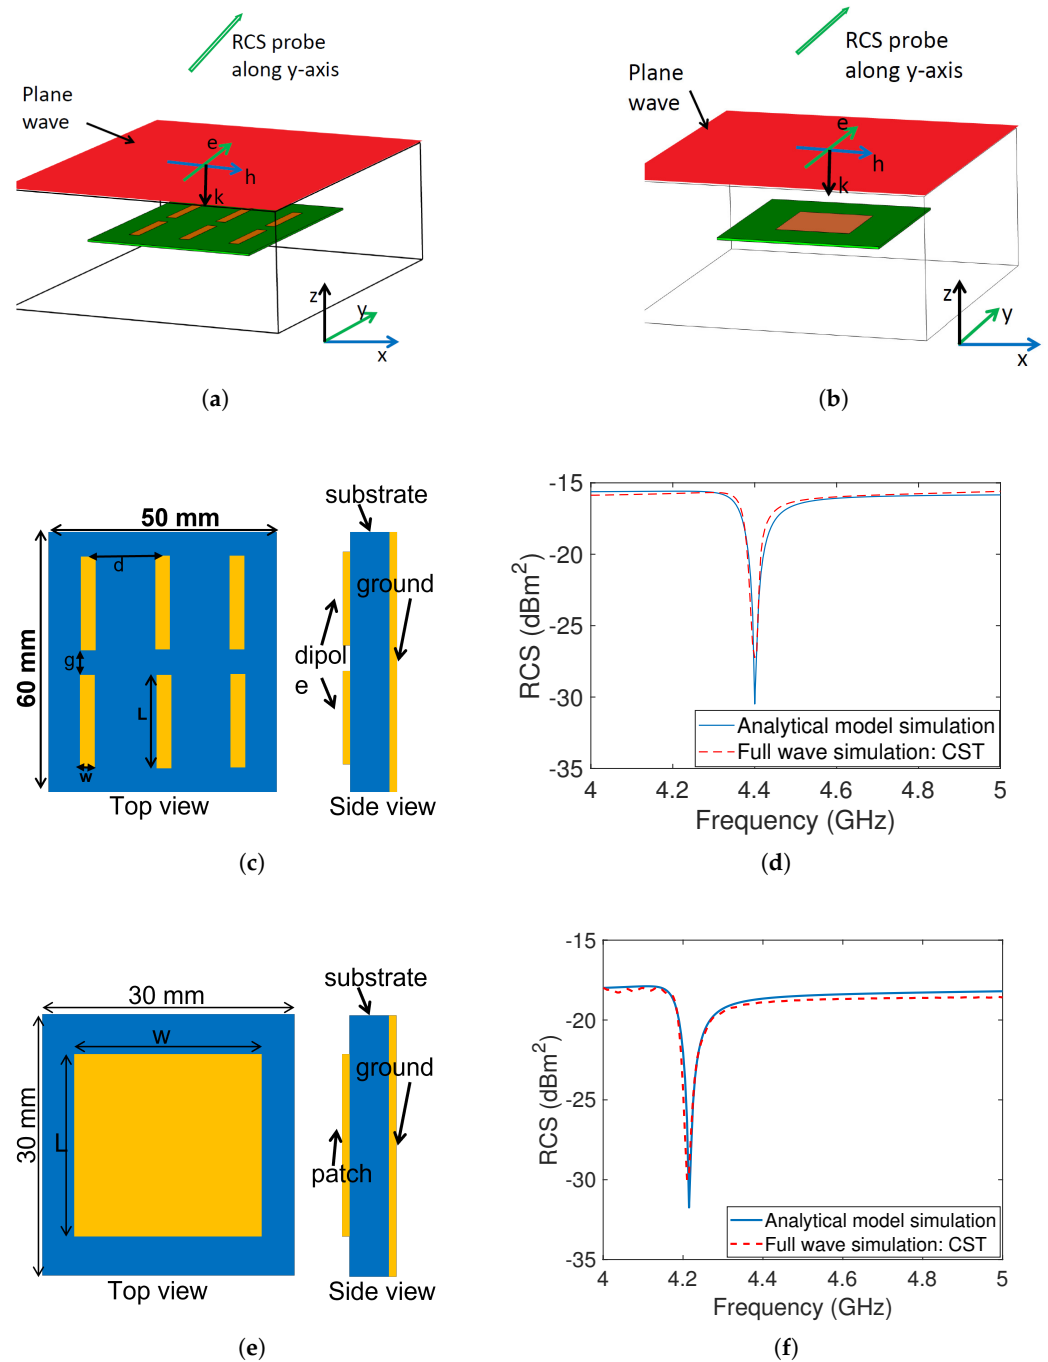 RCS probe
along y-axis
Plane
wave
e
h
k
z
y
x
(a)
RCS probe
along y-axis
Plane
wave
e
h
k
z
y
x
(b)
50 mm
60 mm
d
g
L
w
Top view
substrate
ground
dipol
e
Side view
(c)
-15
-20
-25
-30
-35
RCS (dBm²)
Analytical model simulation
Full wave simulation: CST
4 4.2 4.4 4.6 4.8 5
Frequency (GHz)
(d)
30 mm
30 mm
w
L
Top view
substrate
ground
patch
Side view
(e)
-15
-20
-25
-30
-35
RCS (dBm²)
Analytical model simulation
Full wave simulation: CST
4 4.2 4.4 4.6 4.8 5
Frequency (GHz)
(f)